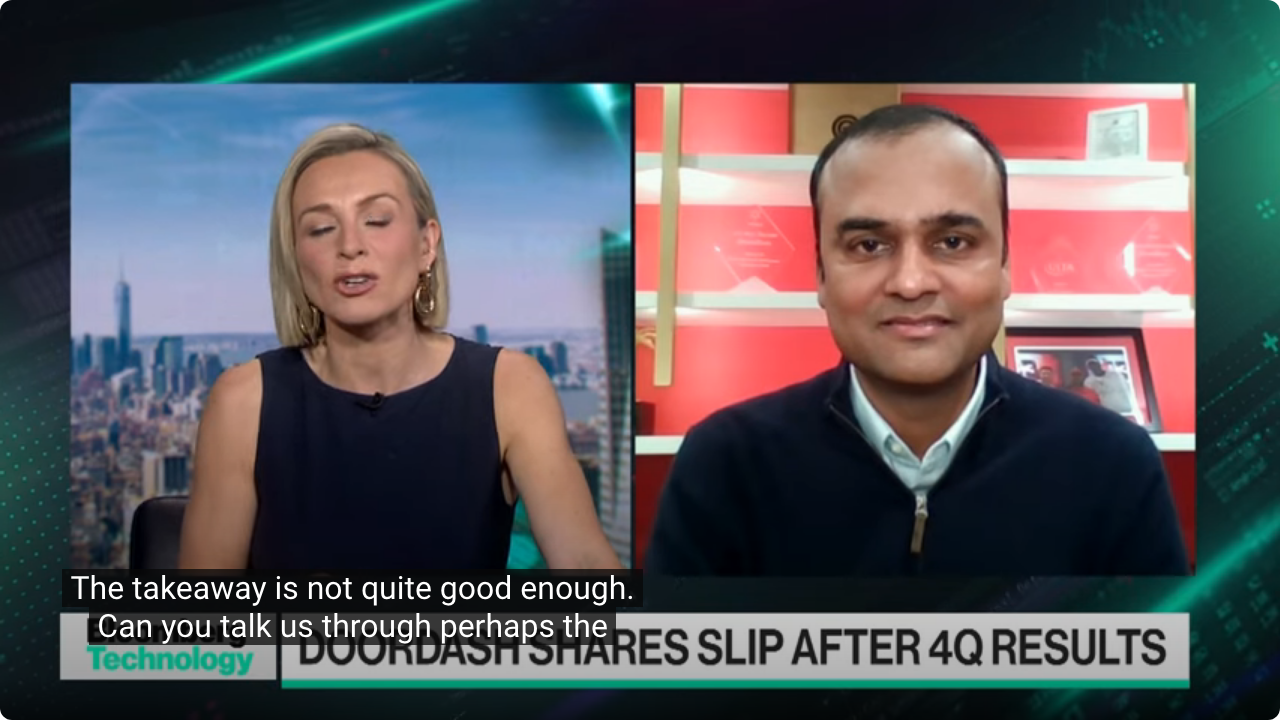 The takeaway is not quite good enough.
Can you talk us through perhaps the
Bloomberg
Technology
DOORDASH SHARES SLIP AFTER 4Q RESULTS